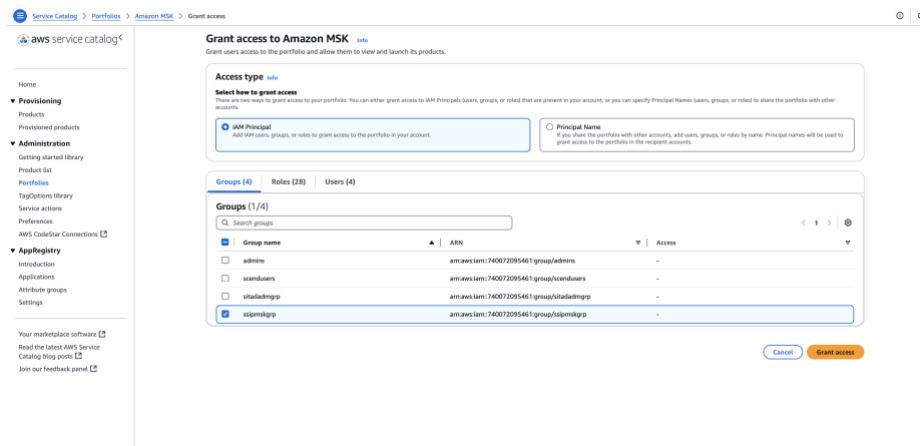 Service Catalog > Portfolios > Amazon MSK > Grant access
aws service catalog
Home
Provisioning
Products
Provisioned products
Administration
Getting started library
Product list
Portfolios
TagOptions library
Service actions
Preferences
AWS CodeStar Connections
AppRegistry
Introduction
Applications
Attribute groups
Settings
Your marketplace software
Read the latest AWS Service
Catalog blog posts
Join our feedback panel
Grant access to Amazon MSK Info
Grant users access to the portfolio and allow them to view and launch its products.
Access type Info
Select how to grant access
There are two ways to grant access to your portfolio. You can either grant access to IAM Principals (users, groups, or roles) that are present in your account, or you can specify Principal Names (users, groups, or roles) to share the portfolio with other
accounts.
IAM Principal
Add IAM users, groups, or roles to grant access to the portfolio in your account.
Principal Name
If you share the portfolio with other accounts, add users, groups, or roles by name. Principal names will be used to
grant access to the portfolio in the recipient accounts.
Groups (4) Roles (28) Users (4)
Groups (1/4)
Search groups
< 1 >
Group name ARN Access
admins arn:aws:iam::740072095461:group/admins -
scendusers arn:aws:iam::740072095461:group/scendusers -
sitadadmgrp arn:aws:iam::740072095461:group/sitadadmgrp -
ssipmskgrp arn:aws:iam::740072095461:group/ssipmskgrp -
Cancel Grant access